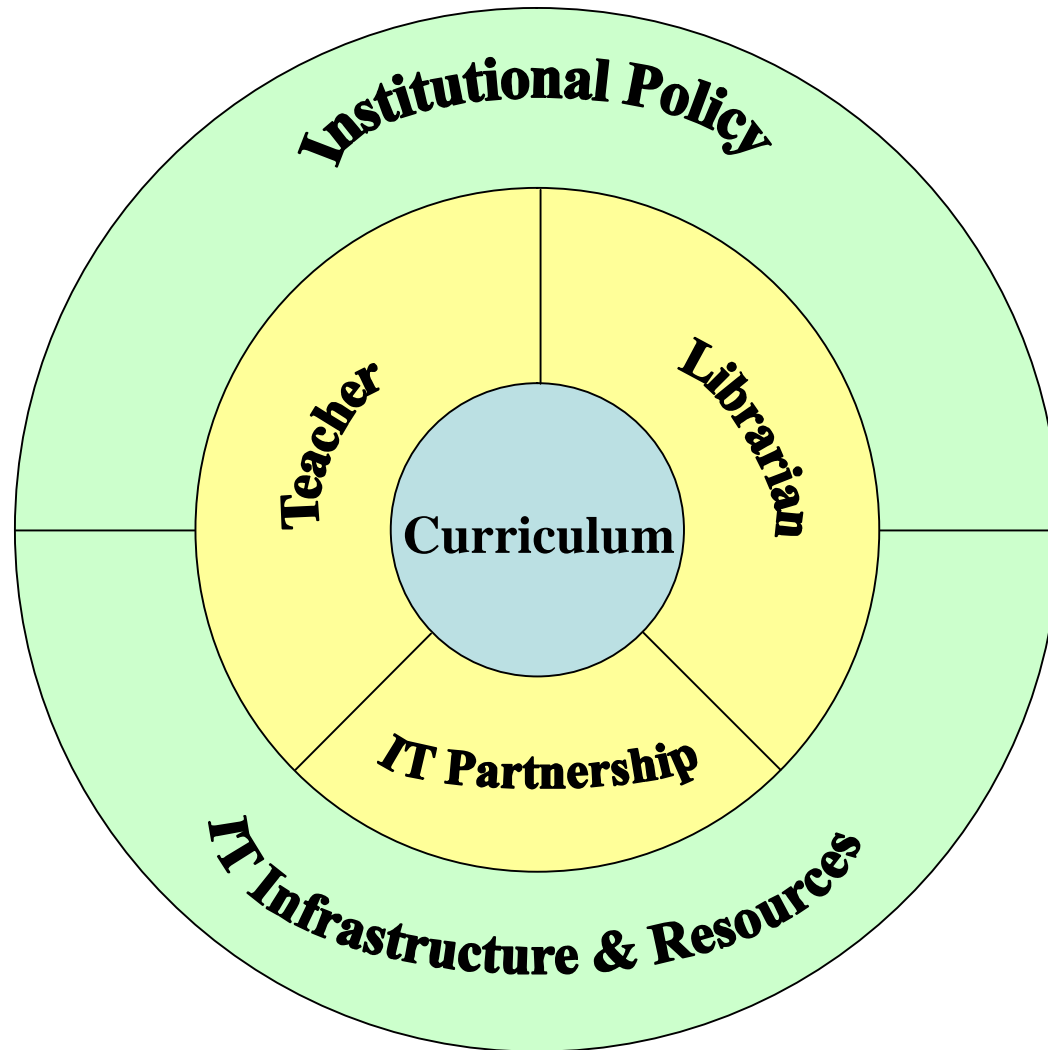 Institutional Policy
Teacher
Librarian
Curriculum
IT Partnership
IT Infrastructure & Resources